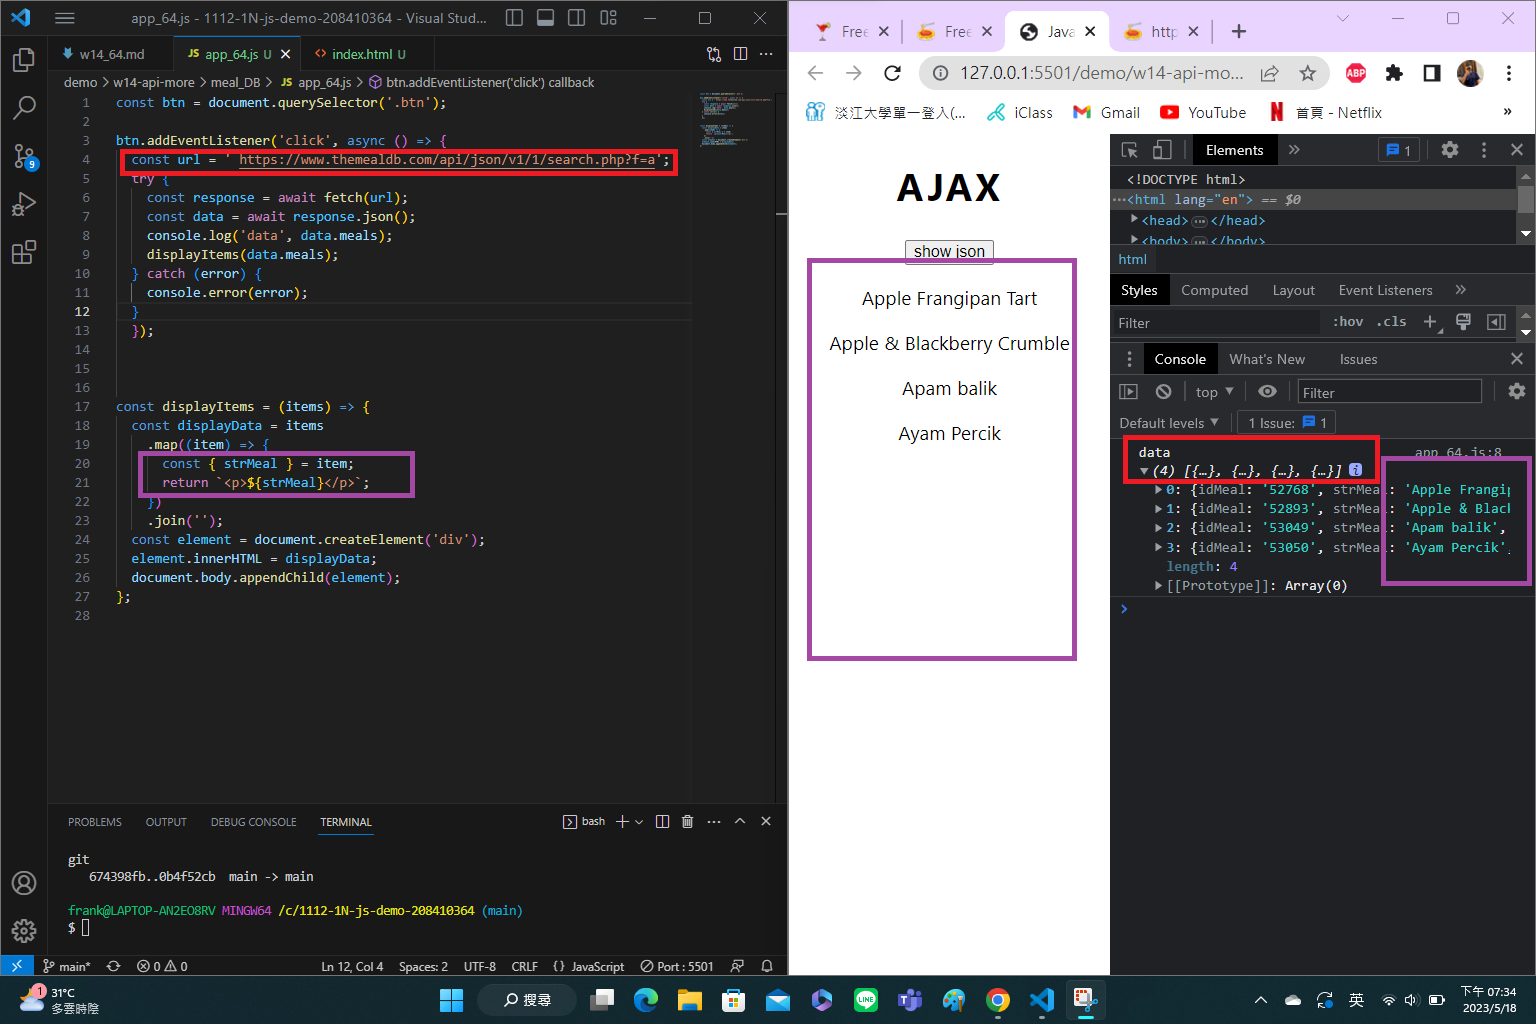 app_64.js - 1112-1N-js-demo-208410364 - Visual Stud...
w14_64.md
JS app_64.js U
<> index.html U
demo > w14-api-more > meal_DB > JS app_64.js > btn.addEventListener('click') callback
1 const btn = document.querySelector('.btn');
2
3 btn.addEventListener('click', async () => {
4 const url = ' https://www.themealdb.com/api/json/v1/1/search.php?f=a';
5 try {
6 const response = await fetch(url);
7 const data = await response.json();
8 console.log('data', data.meals);
9 displayItems(data.meals);
10 } catch (error) {
11 console.error(error);
12 }
13 });
14
15
16
17 const displayItems = (items) => {
18 const displayData = items
19 .map((item) => {
20 const { strMeal } = item;
21 return `<p>${strMeal}</p>`;
22 })
23 .join('');
24 const element = document.createElement('div');
25 element.innerHTML = displayData;
26 document.body.appendChild(element);
27 };
28
9
PROBLEMS OUTPUT DEBUG CONSOLE TERMINAL
bash
git
674398fb..0b4f52cb main -> main
frank@LAPTOP-AN2EO8RV MINGW64 /c/1112-1N-js-demo-208410364 (main)
$
main* 0 0 Ln 12, Col 4 Spaces: 2 UTF-8 CRLF {} JavaScript Port : 5501
Free
Free
Java
http
127.0.0.1:5501/demo/w14-api-mo...
ABP
淡江大學單一登入(... iClass Gmail YouTube 首頁 - Netflix »
AJAX
show json
Apple Frangipan Tart
Apple & Blackberry Crumble
Apam balik
Ayam Percik
Elements » 1
<!DOCTYPE html>
<html lang="en"> == $0
<head> </head>
<body> </body>
html
Styles Computed Layout Event Listeners »
Filter :hov .cls
Console What's New Issues
top Filter
Default levels 1 Issue: 1
data app_64.js:8
(4) [{…}, {…}, {…}, {…}]
0: {idMeal: '52768', strMeal: 'Apple Frangip
1: {idMeal: '52893', strMeal: 'Apple & Black
2: {idMeal: '53049', strMeal: 'Apam balik',
3: {idMeal: '53050', strMeal: 'Ayam Percik',
length: 4
[[Prototype]]: Array(0)
1 31°C
多雲時陰
搜尋
LINE
英
下午 07:34
2023/5/18